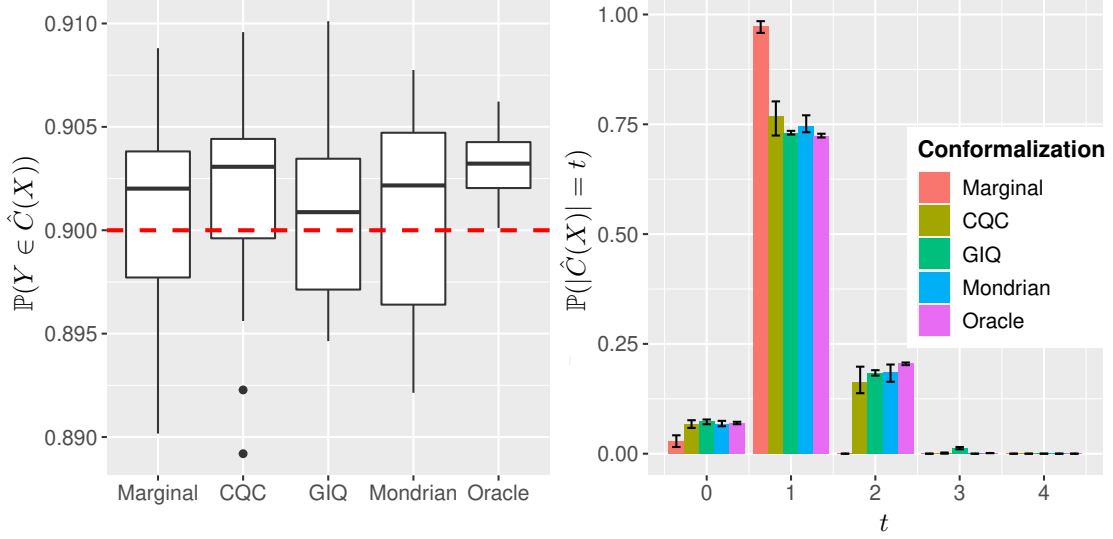 ℙ(Y ∈ Ĉ(X))
0.910
0.905
0.900
0.895
0.890
Marginal CQC GIQ Mondrian Oracle
ℙ(|Ĉ(X)| = t)
1.00
0.75
0.50
0.25
0.00
0 1 2 3 4
t
Conformalization
Marginal
CQC
GIQ
Mondrian
Oracle